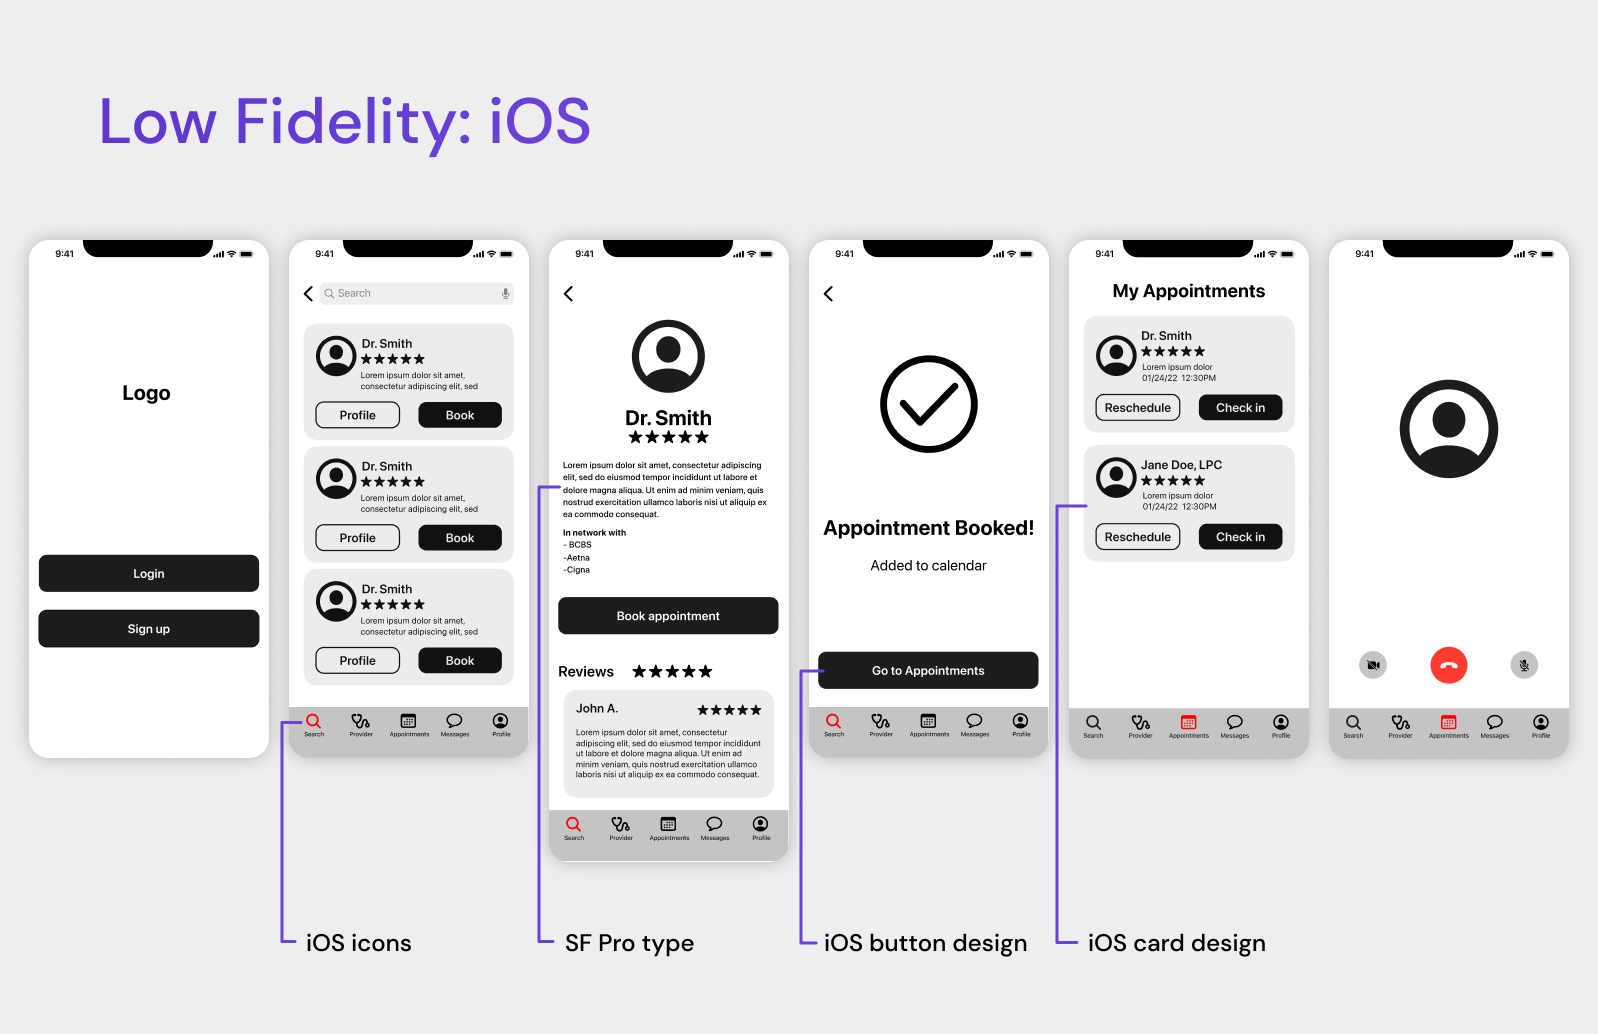 Low Fidelity: iOS
9:41
Logo
Login
Sign up
9:41
Search
Dr. Smith
Lorem ipsum dolor sit amet,
consectetur adipiscing elit, sed
Profile
Book
Dr. Smith
Lorem ipsum dolor sit amet,
consectetur adipiscing elit, sed
Profile
Book
Dr. Smith
Lorem ipsum dolor sit amet,
consectetur adipiscing elit, sed
Profile
Book
Search
Provider
Appointments
Messages
Profile
9:41
Dr. Smith
Lorem ipsum dolor sit amet, consectetur adipiscing
elit, sed do eiusmod tempor incididunt ut labore et
dolore magna aliqua. Ut enim ad minim veniam, quis
nostrud exercitation ullamco laboris nisi ut aliquip ex
ea commodo consequat.
In network with
- BCBS
-Aetna
-Cigna
Book appointment
Reviews
John A.
Lorem ipsum dolor sit amet, consectetur
adipiscing elit, sed do eiusmod tempor incididunt
ut labore et dolore magna aliqua. Ut enim ad
minim veniam, quis nostrud exercitation ullamco
laboris nisi ut aliquip ex ea commodo consequat.
Search
Provider
Appointments
Messages
Profile
9:41
Appointment Booked!
Added to calendar
Go to Appointments
Search
Provider
Appointments
Messages
Profile
9:41
My Appointments
Dr. Smith
Lorem ipsum dolor
01/24/22 12:30PM
Reschedule
Check in
Jane Doe, LPC
Lorem ipsum dolor
01/24/22 12:30PM
Reschedule
Check in
Search
Provider
Appointments
Messages
Profile
9:41
Search
Provider
Appointments
Messages
Profile
iOS icons
SF Pro type
iOS button design
iOS card design